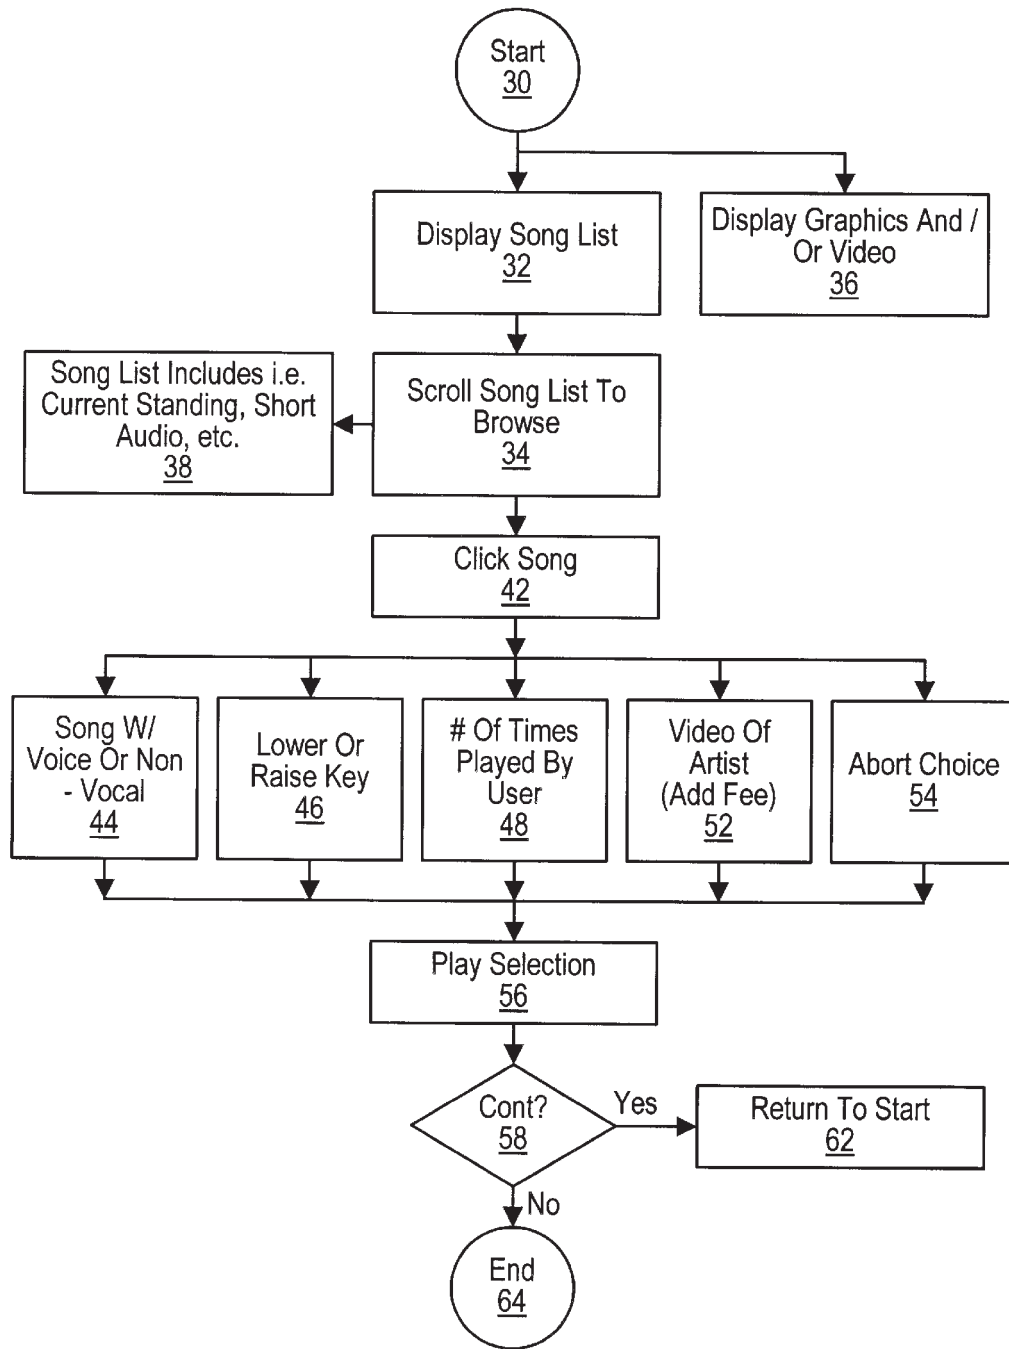 Start
30
Display Song List
32
Display Graphics And /
Or Video
36
Song List Includes i.e.
Current Standing, Short
Audio, etc.
38
Scroll Song List To
Browse
34
Click Song
42
Song W/
Voice Or Non
- Vocal
44
Lower Or
Raise Key
46
# Of Times
Played By
User
48
Video Of
Artist
(Add Fee)
52
Abort Choice
54
Play Selection
56
Cont?
58
Yes
Return To Start
62
No
End
64